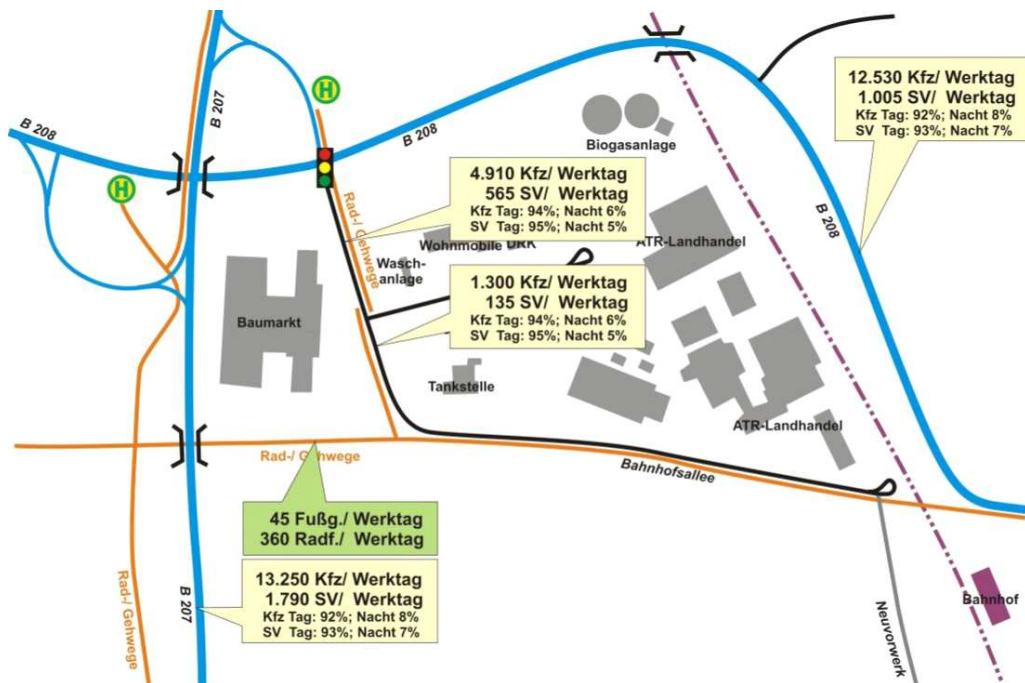 B 207
H
B 208
B 208
12.530 Kfz/ Werktag
1.005 SV/ Werktag
Kfz Tag: 92%; Nacht 8%
SV Tag: 93%; Nacht 7%
Biogasanlage
H
4.910 Kfz/ Werktag
565 SV/ Werktag
Kfz Tag: 94%; Nacht 6%
SV Tag: 95%; Nacht 5%
Rad-/ Gehwege
B 208
Wohnmobile
DRK
ATR-Landhandel
Wasch-
anlage
1.300 Kfz/ Werktag
135 SV/ Werktag
Kfz Tag: 94%; Nacht 6%
SV Tag: 95%; Nacht 5%
Baumarkt
Tankstelle
ATR-Landhandel
Rad-/ Gehwege
Bahnhofsallee
45 Fußg./ Werktag
360 Radf./ Werktag
13.250 Kfz/ Werktag
1.790 SV/ Werktag
Kfz Tag: 92%; Nacht 8%
SV Tag: 93%; Nacht 7%
Rad-/ Gehwege
B 207
Neuvorwerk
Bahnhof